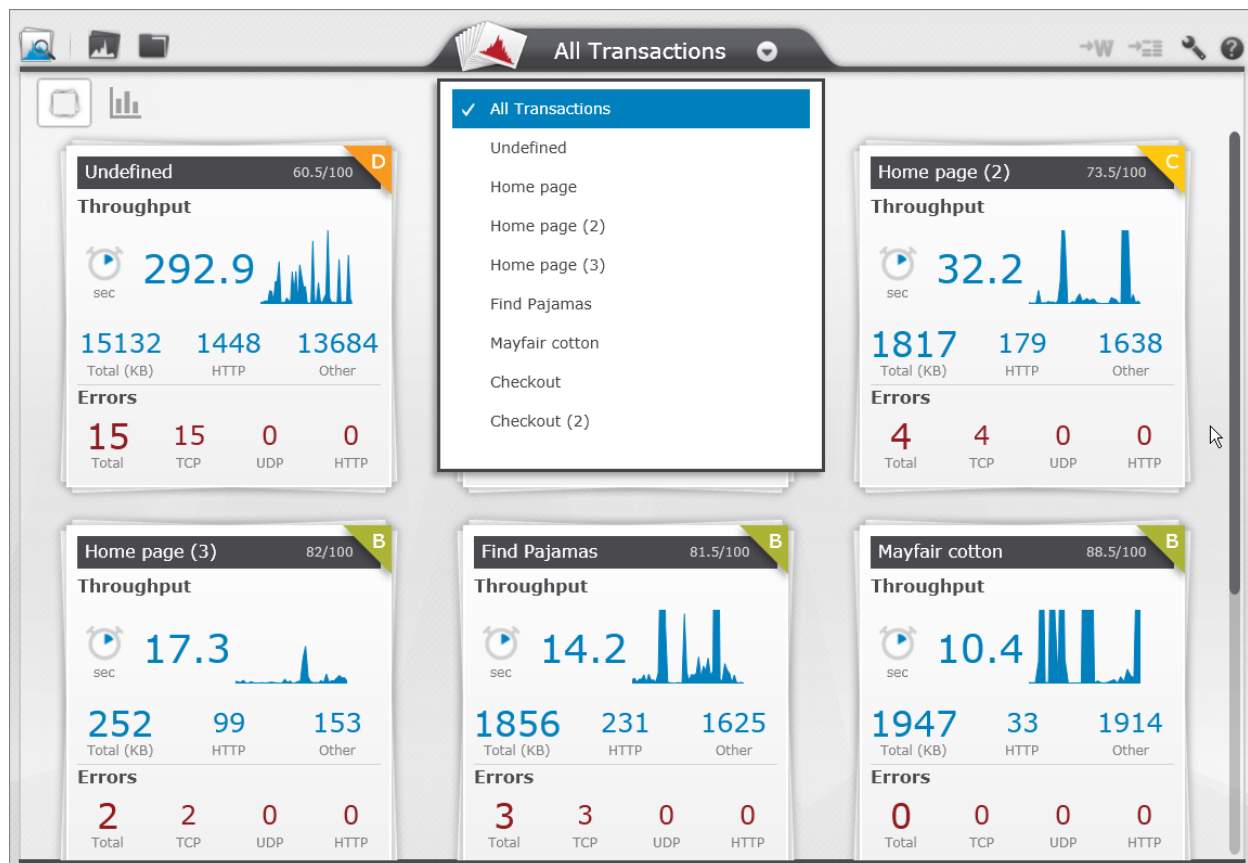 All Transactions
→W
?
All Transactions
Undefined
Home page
Home page (2)
Home page (3)
Find Pajamas
Mayfair cotton
Checkout
Checkout (2)
Undefined 60.5/100 D
Throughput
sec 292.9
15132 1448 13684
Total (KB) HTTP Other
Errors
15 15 0 0
Total TCP UDP HTTP
Home page (2) 73.5/100 C
Throughput
sec 32.2
1817 179 1638
Total (KB) HTTP Other
Errors
4 4 0 0
Total TCP UDP HTTP
Home page (3) 82/100 B
Throughput
sec 17.3
252 99 153
Total (KB) HTTP Other
Errors
2 2 0 0
Total TCP UDP HTTP
Find Pajamas 81.5/100 B
Throughput
sec 14.2
1856 231 1625
Total (KB) HTTP Other
Errors
3 3 0 0
Total TCP UDP HTTP
Mayfair cotton 88.5/100 B
Throughput
sec 10.4
1947 33 1914
Total (KB) HTTP Other
Errors
0 0 0 0
Total TCP UDP HTTP